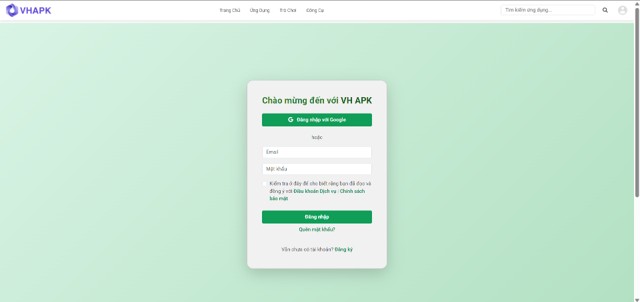 VHAPK
Trang Chủ Ứng Dụng Trò Chơi Công Cụ
Tìm kiếm ứng dụng...
Chào mừng đến với VH APK
Đăng nhập với Google
hoặc
Email
Mật khẩu
Kiểm tra ở đây để cho biết rằng bạn đã đọc và
đồng ý với Điều khoản Dịch vụ / Chính sách
bảo mật
Đăng nhập
Quên mật khẩu?
Vẫn chưa có tài khoản? Đăng ký